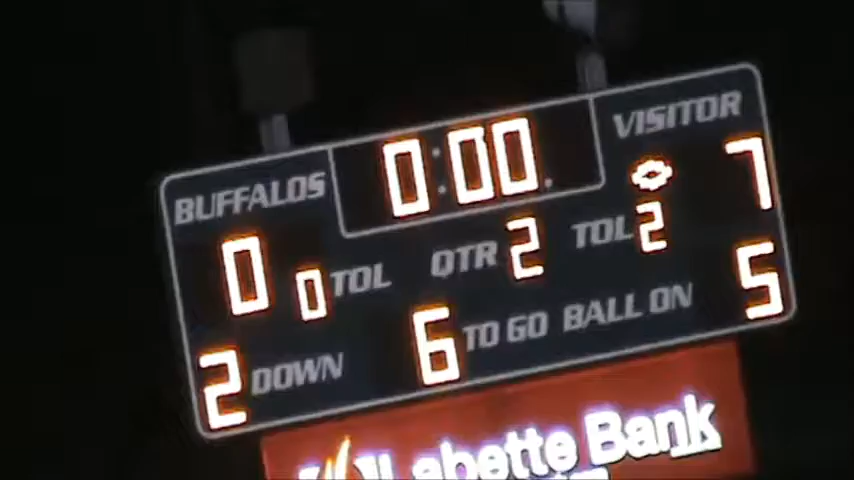 BUFFALOS 0:00 VISITOR
0 7
0 TOL QTR 2 TOL 2
2 DOWN 6 TO GO BALL ON 5
Labette Bank